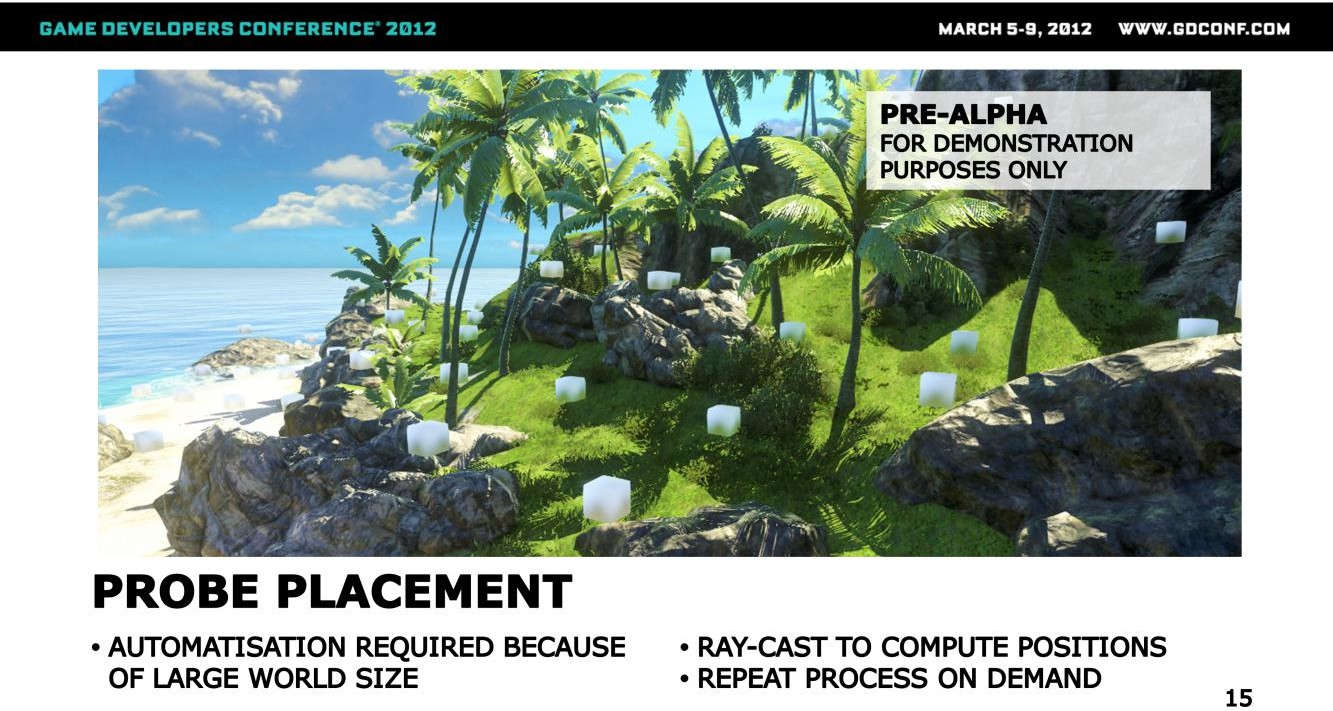 GAME DEVELOPERS CONFERENCE® 2012
MARCH 5-9, 2012 WWW.GDCONF.COM
PRE-ALPHA
FOR DEMONSTRATION
PURPOSES ONLY
PROBE PLACEMENT
• AUTOMATISATION REQUIRED BECAUSE
OF LARGE WORLD SIZE
• RAY-CAST TO COMPUTE POSITIONS
• REPEAT PROCESS ON DEMAND
15